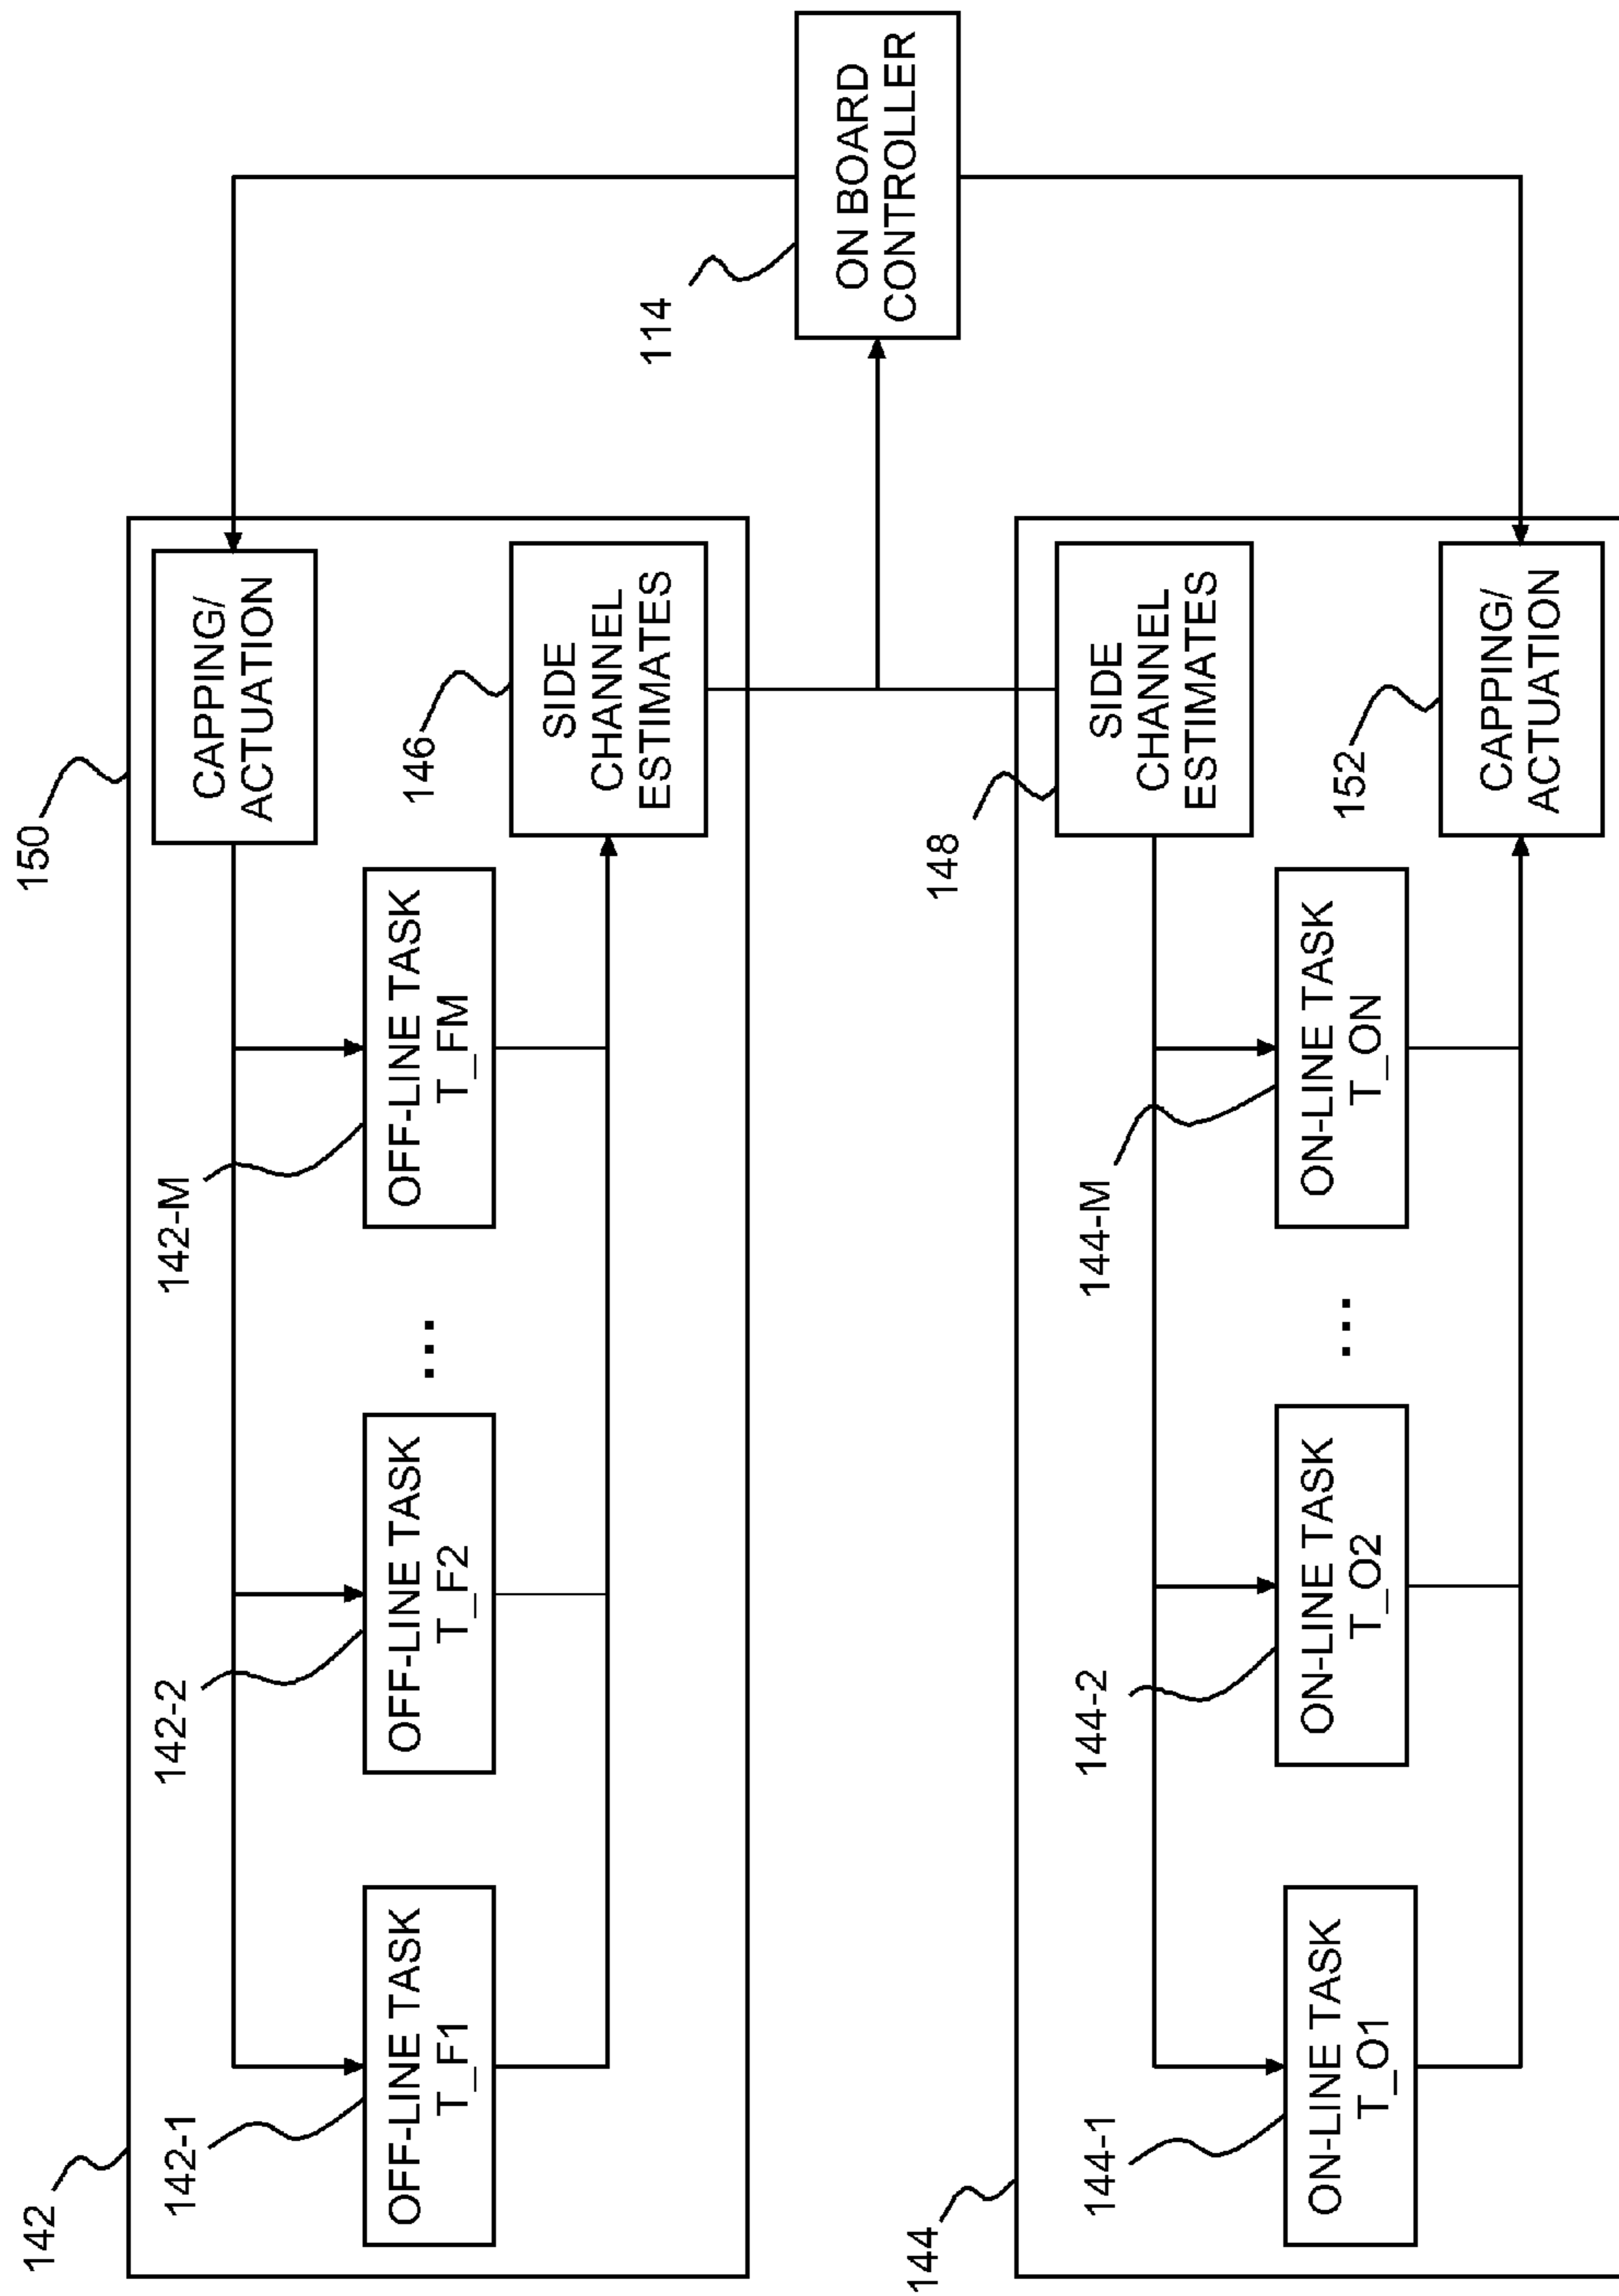 142
150
CAPPING/
ACTUATION
142-1
142-2
142-M
OFF-LINE TASK
T_F1
OFF-LINE TASK
T_F2
...
OFF-LINE TASK
T_FM
146
SIDE
CHANNEL
ESTIMATES
114
ON BOARD
CONTROLLER
144
148
SIDE
CHANNEL
ESTIMATES
144-1
144-2
144-M
ON-LINE TASK
T_O1
ON-LINE TASK
T_O2
...
ON-LINE TASK
T_ON
152
CAPPING/
ACTUATION